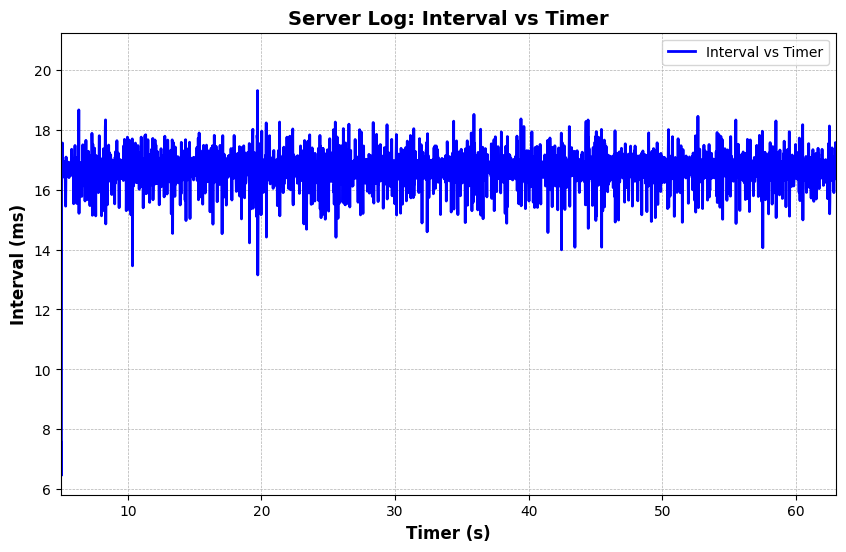 Server Log: Interval vs Timer
Interval vs Timer
20
18
16
14
12
10
8
6
Interval (ms)
10 20 30 40 50 60
Timer (s)